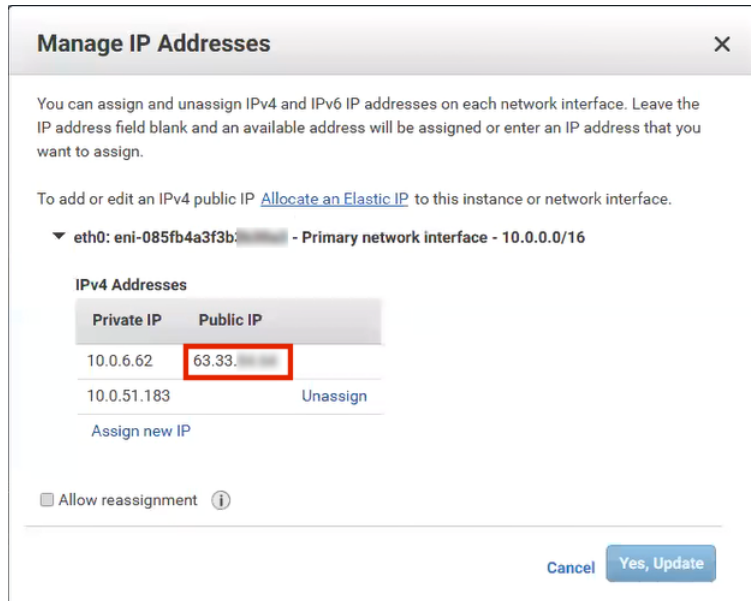 Manage IP Addresses
You can assign and unassign IPv4 and IPv6 IP addresses on each network interface. Leave the
IP address field blank and an available address will be assigned or enter an IP address that you
want to assign.
To add or edit an IPv4 public IP Allocate an Elastic IP to this instance or network interface.
eth0: eni-085fb4a3f3b - Primary network interface - 10.0.0.0/16
IPv4 Addresses
Private IP Public IP
10.0.6.62 63.33.
10.0.51.183 Unassign
Assign new IP
Allow reassignment
Cancel Yes, Update